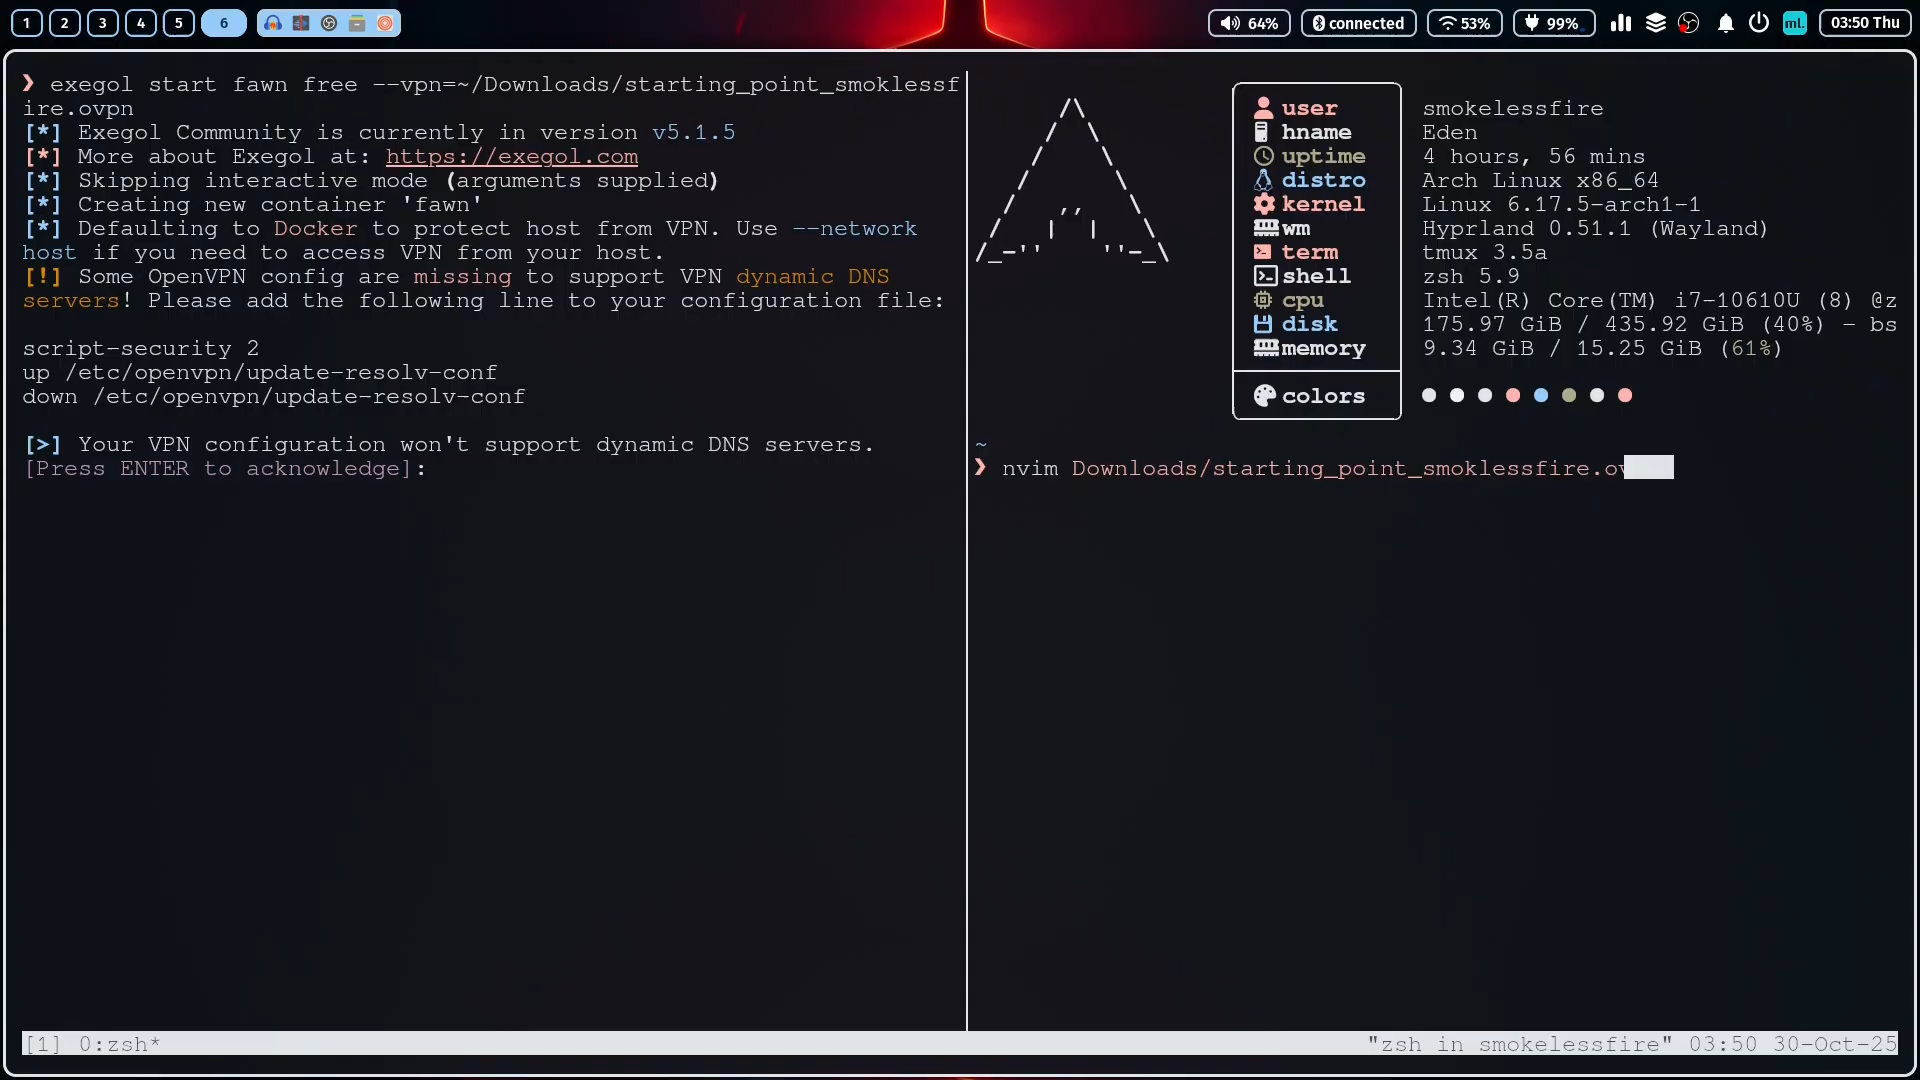 1 2 3 4 5 6 64% connected 53% 99% ml. 03:50 Thu
❯ exegol start fawn free --vpn=~/Downloads/starting_point_smoklessf
ire.ovpn
[*] Exegol Community is currently in version v5.1.5
[*] More about Exegol at: https://exegol.com
[*] Skipping interactive mode (arguments supplied)
[*] Creating new container 'fawn'
[*] Defaulting to Docker to protect host from VPN. Use --network
host if you need to access VPN from your host.
[!] Some OpenVPN config are missing to support VPN dynamic DNS
servers! Please add the following line to your configuration file:
script-security 2
up /etc/openvpn/update-resolv-conf
down /etc/openvpn/update-resolv-conf
[>] Your VPN configuration won't support dynamic DNS servers.
[Press ENTER to acknowledge]:
user smokelessfire
hname Eden
uptime 4 hours, 56 mins
distro Arch Linux x86_64
kernel Linux 6.17.5-arch1-1
wm Hyprland 0.51.1 (Wayland)
term tmux 3.5a
shell zsh 5.9
cpu Intel(R) Core(TM) i7-10610U (8) @z
disk 175.97 GiB / 435.92 GiB (40%) - bs
memory 9.34 GiB / 15.25 GiB (61%)
colors
~
❯ nvim Downloads/starting_point_smoklessfire.ov
[1] 0:zsh* "zsh in smokelessfire" 03:50 30-Oct-25